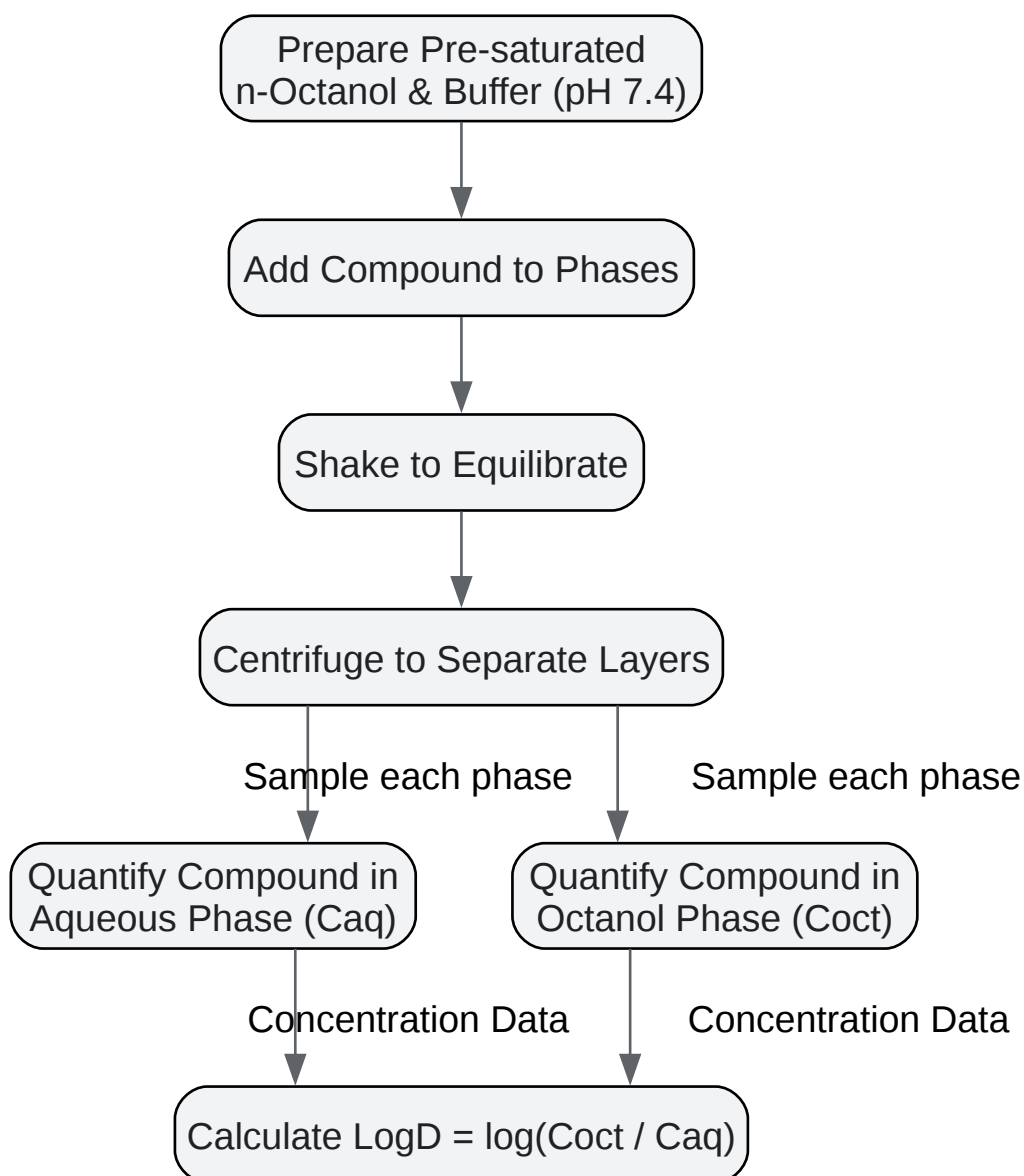 Prepare Pre-saturated
n-Octanol & Buffer (pH 7.4)
Add Compound to Phases
Shake to Equilibrate
Centrifuge to Separate Layers
Sample each phase
Sample each phase
Quantify Compound in
Aqueous Phase (Caq)
Quantify Compound in
Octanol Phase (Coct)
Concentration Data
Concentration Data
Calculate LogD = log(Coct / Caq)